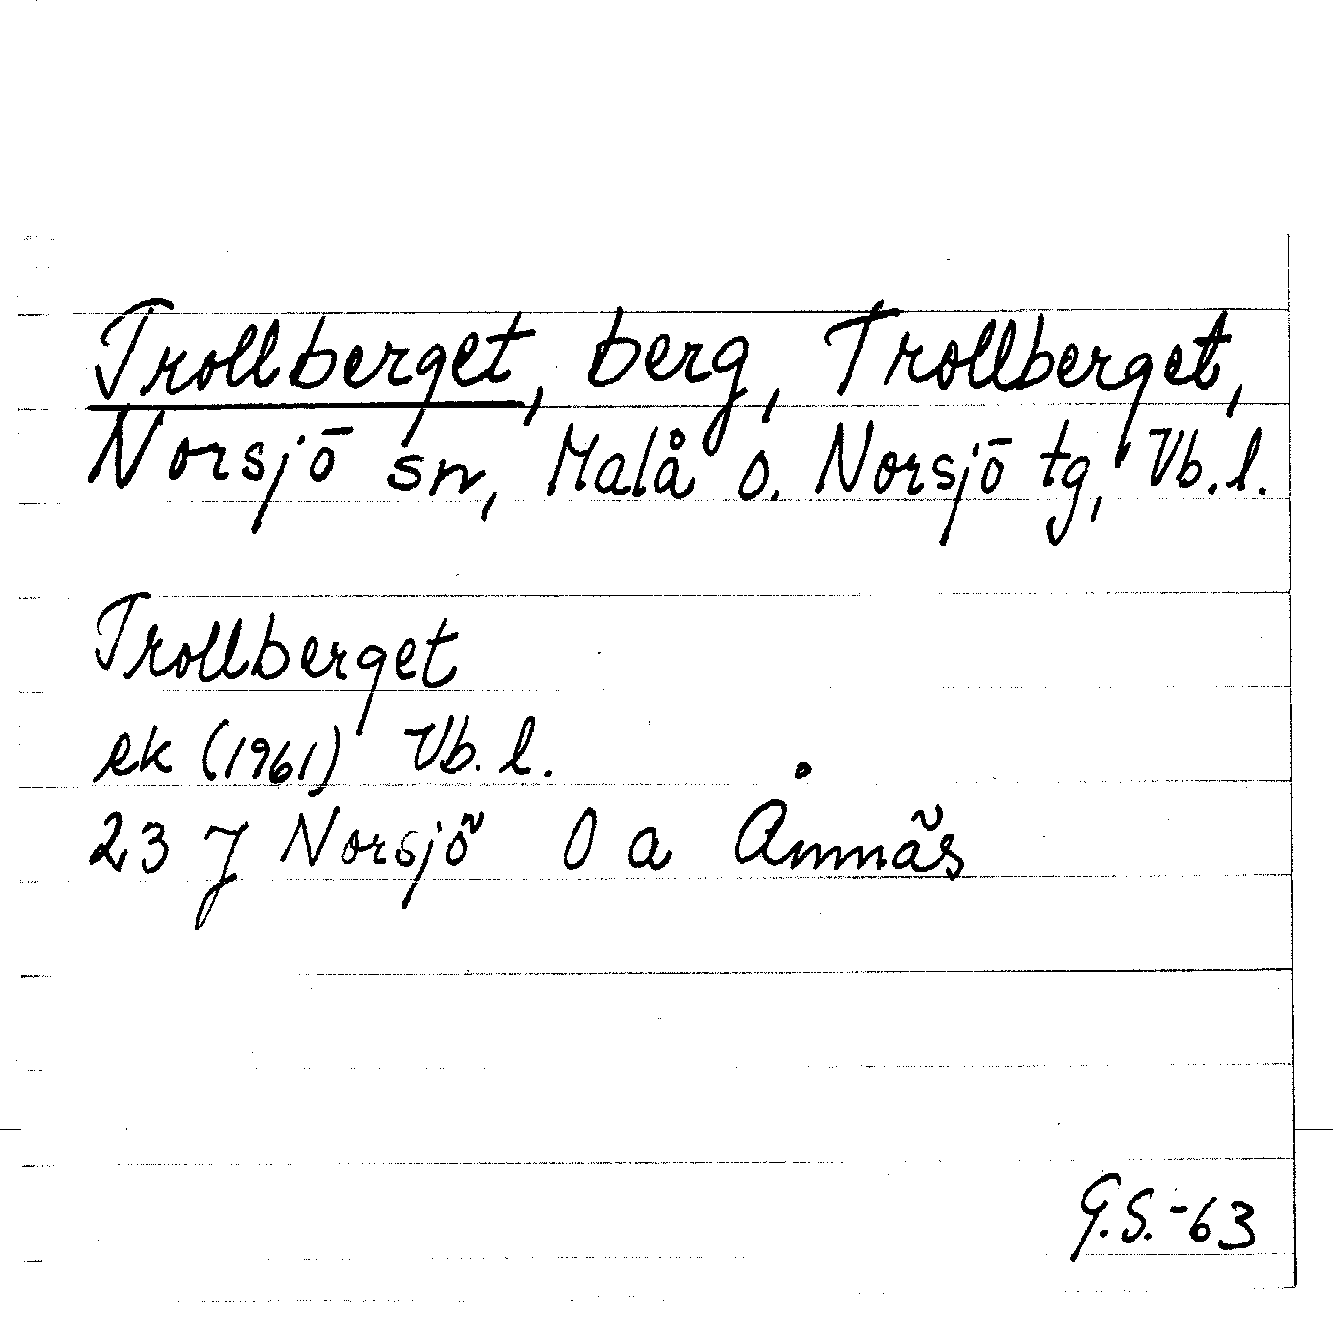 Trollberget, berg, Trollberget,
Norsjö sn, Malå o. Norsjö tg, Vb. l.
Trollberget
ek (1961) Vb. l.
23 J Norsjö 0 a Åmnäs
G.S.-63